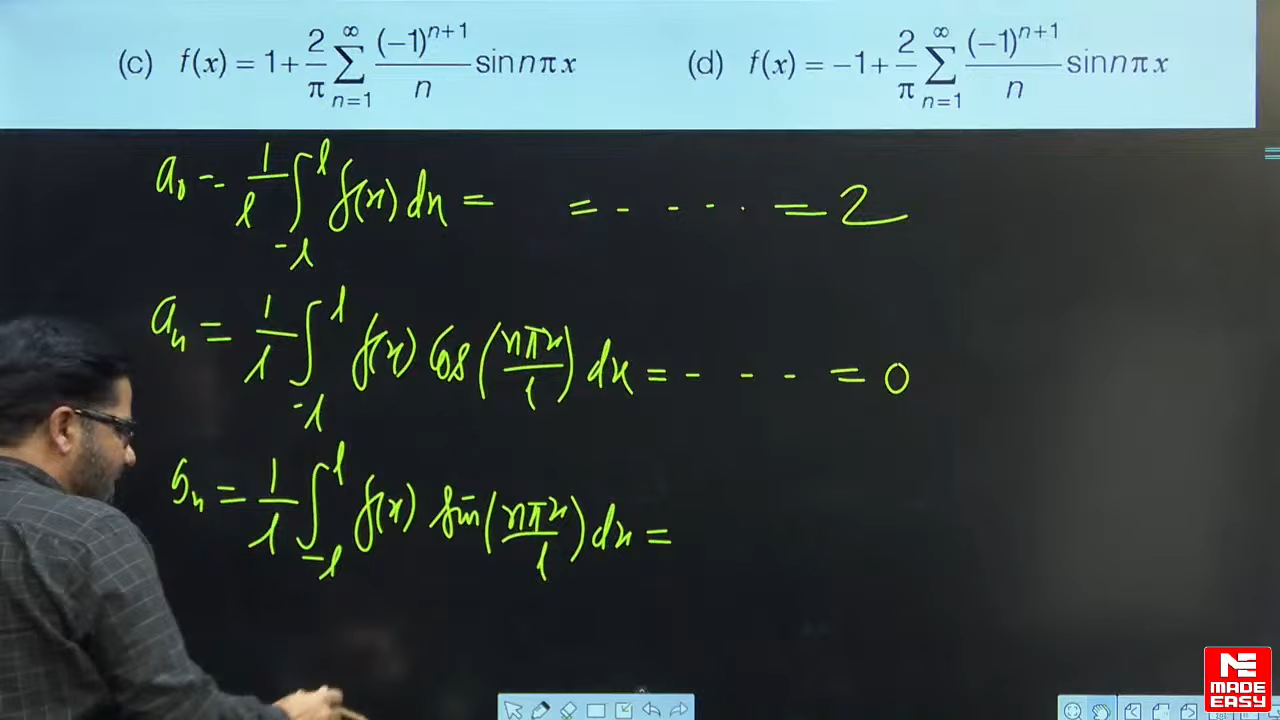 (c) f(x) = 1+ 2/π ∑_{n=1}^{∞} (-1)^{n+1}/n sin nπx
(d) f(x) = -1+ 2/π ∑_{n=1}^{∞} (-1)^{n+1}/n sin nπx
a₀ = 1/l ∫_{-l}^{l} f(x) dx = = - - - - = 2
aₙ = 1/l ∫_{-l}^{l} f(x) Cos(nπx/l) dx = - - - = 0
bₙ = 1/l ∫_{-l}^{l} f(x) sin(nπx/l) dx =
MADE
EASY